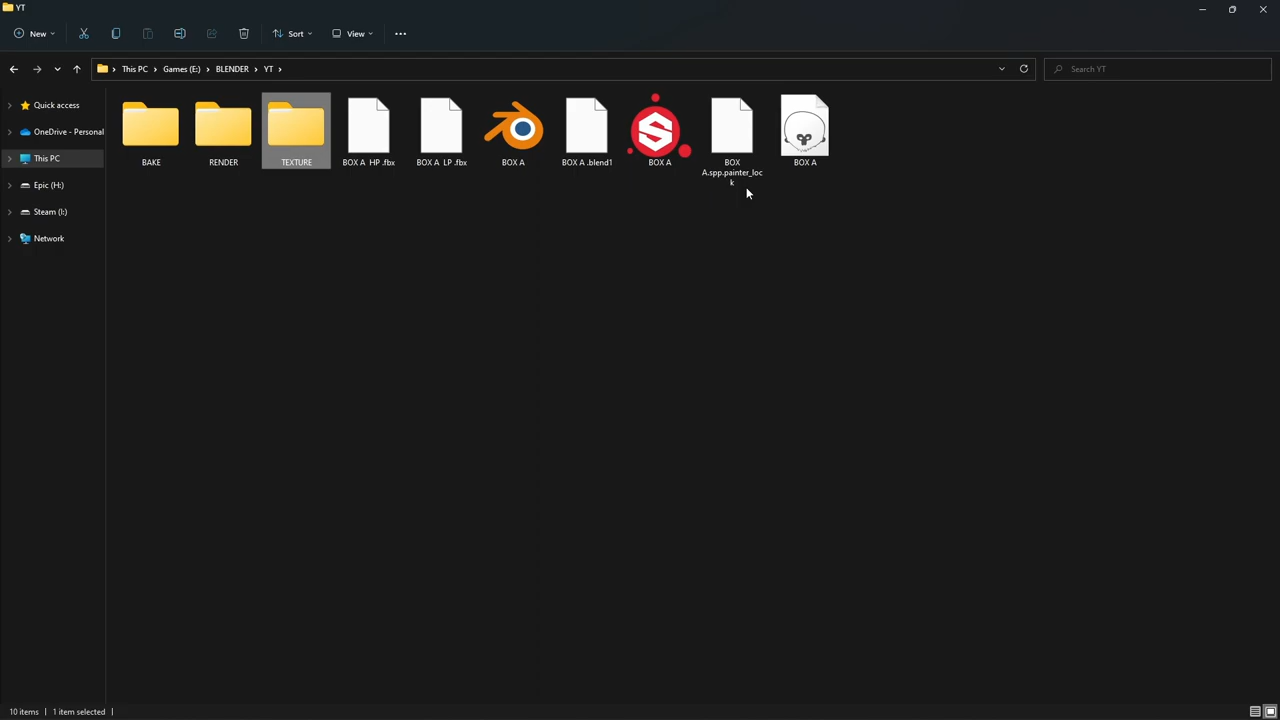 YT
New
Sort
View
This PC > Games (E:) > BLENDER > YT >
Search YT
Quick access
OneDrive - Personal
This PC
Epic (H:)
Steam (I:)
Network
BAKE
RENDER
TEXTURE
BOX A HP .fbx
BOX A LP .fbx
BOX A
BOX A .blend1
BOX A
BOX
A.spp.painter_loc
k
BOX A
10 items
1 item selected